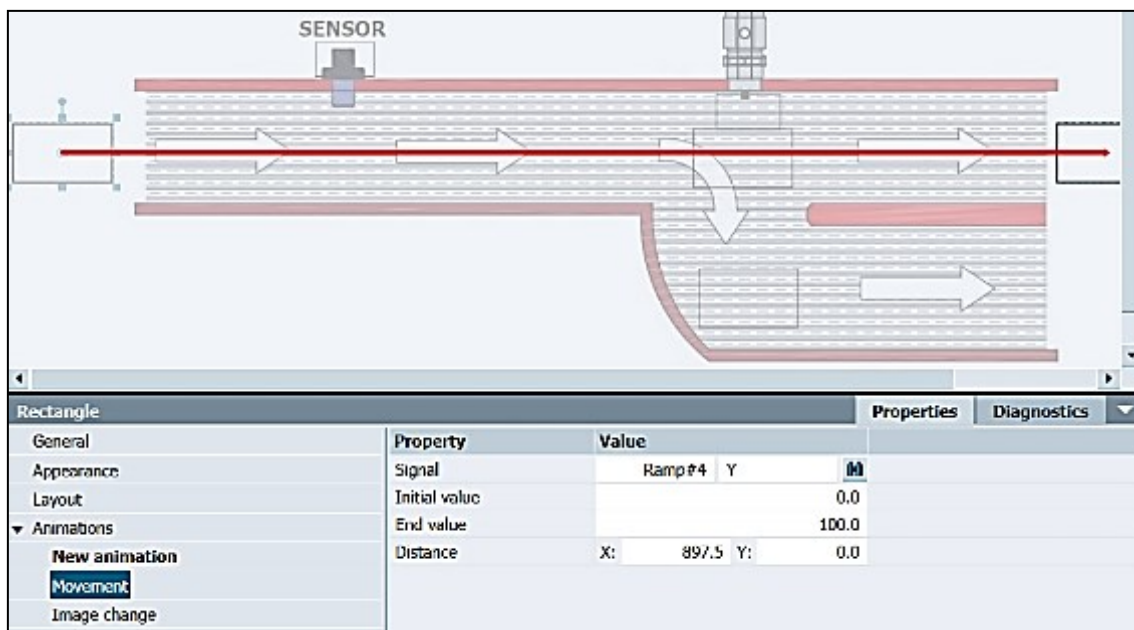 SENSOR
Rectangle Properties Diagnostics
General Property Value
Appearance Signal Ramp#4 Y
Layout Initial value 0.0
Animations End value 100.0
New animation Distance X: 897.5 Y: 0.0
Movement
Image change